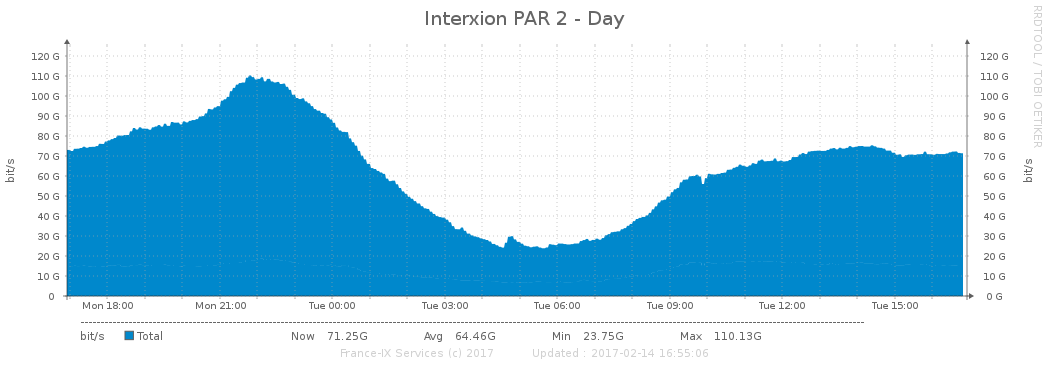 Interxion PAR 2 - Day
RRDTOOL / TOBI OETIKER
bit/s
120 G 120 G
110 G 110 G
100 G 100 G
90 G 90 G
80 G 80 G
70 G 70 G
60 G 60 G
50 G 50 G
40 G 40 G
30 G 30 G
20 G 20 G
10 G 10 G
0 0 G
bit/s
Mon 18:00 Mon 21:00 Tue 00:00 Tue 03:00 Tue 06:00 Tue 09:00 Tue 12:00 Tue 15:00
bit/s Total Now 71.25G Avg 64.46G Min 23.75G Max 110.13G
France-IX Services (c) 2017 Updated : 2017-02-14 16:55:06